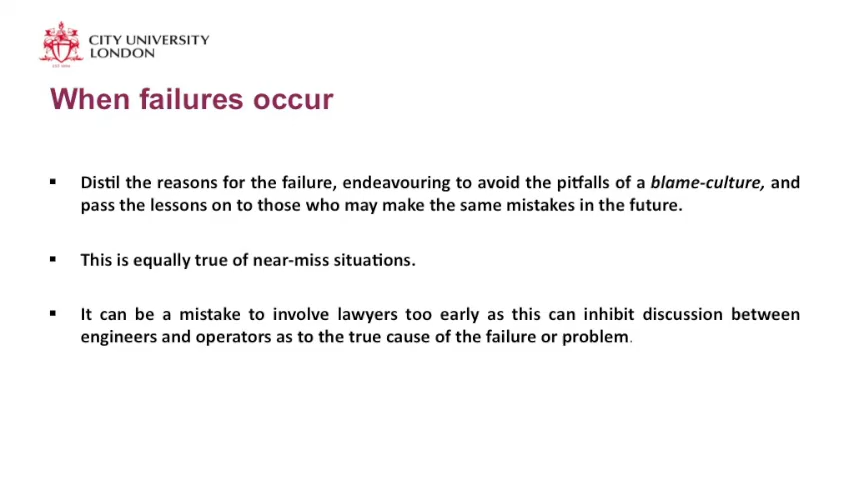 CITY UNIVERSITY
LONDON
EST 1894
When failures occur
▪ Distil the reasons for the failure, endeavouring to avoid the pitfalls of a blame-culture, and
pass the lessons on to those who may make the same mistakes in the future.
▪ This is equally true of near-miss situations.
▪ It can be a mistake to involve lawyers too early as this can inhibit discussion between
engineers and operators as to the true cause of the failure or problem.